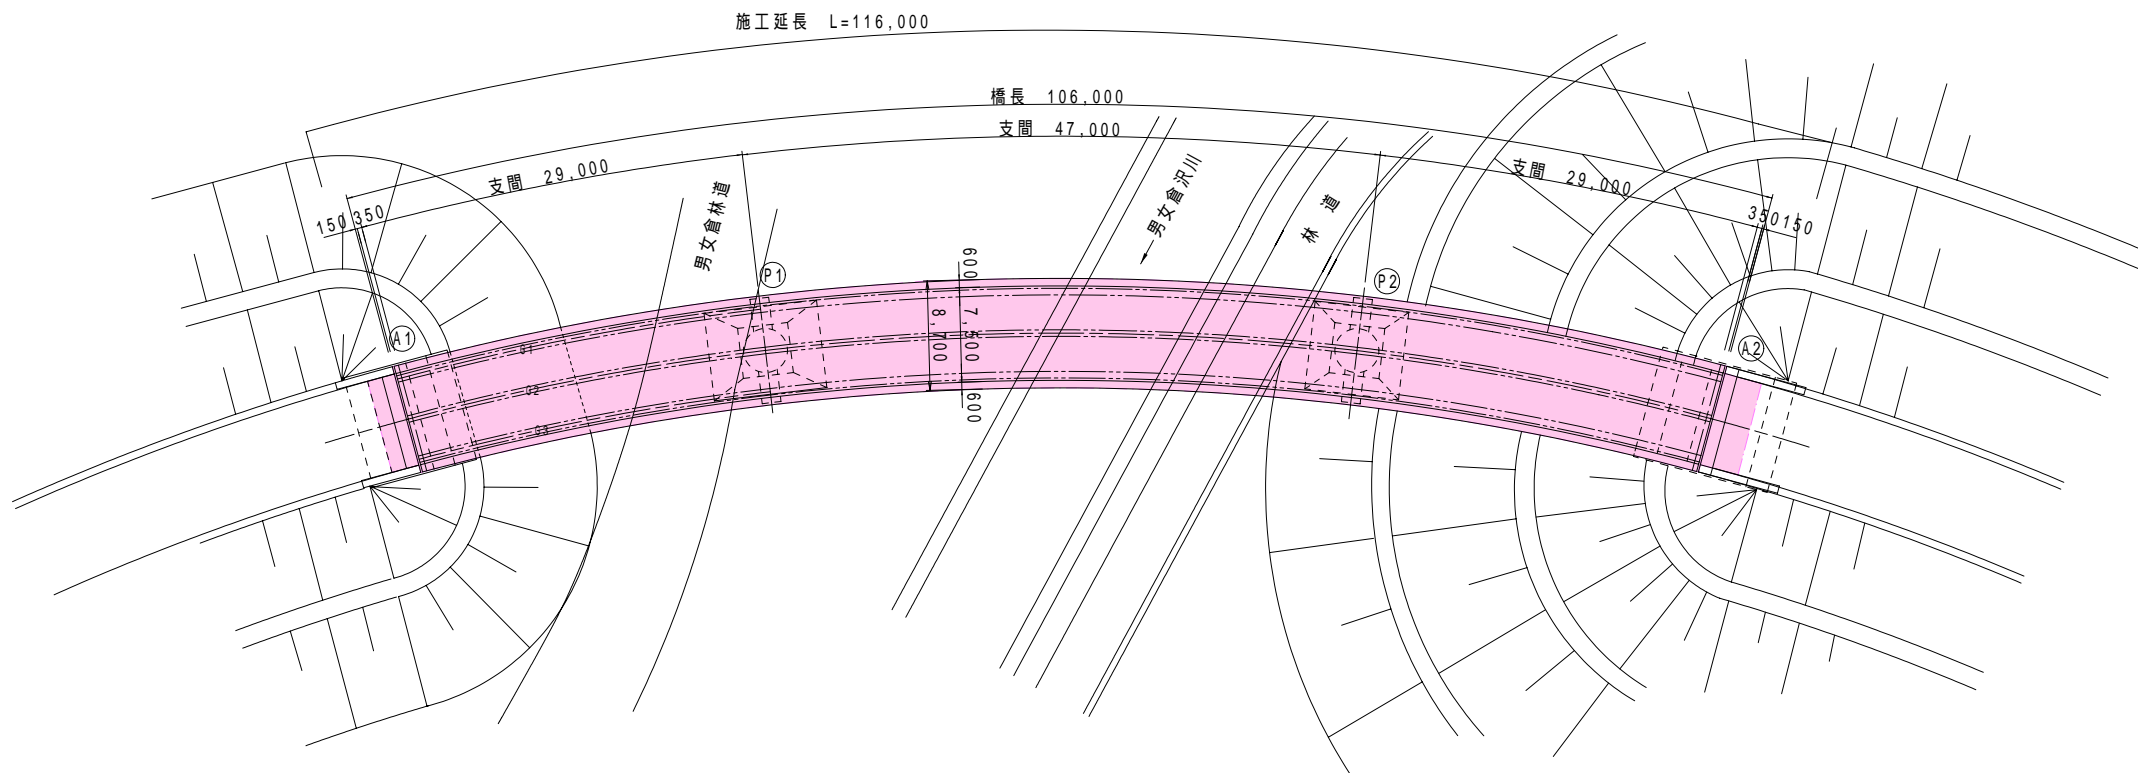 施工延長 L=116,000
橋長 106,000
支間 47,000
支間 29,000
支間 29,000
150 350
350 150
男女倉林道
男女倉沢川
林道
P1
P2
A1
A2
600
7,500
8,700
600
G1
G2
G3